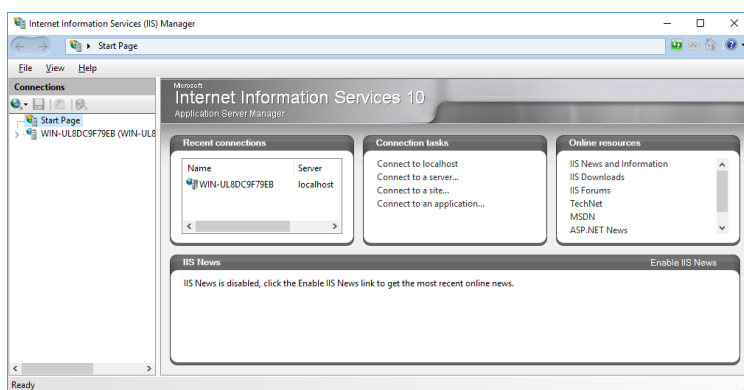 Internet Information Services (IIS) Manager
Start Page
File View Help
Connections
Start Page
WIN-UL8DC9F79EB (WIN-UL8
Microsoft
Internet Information Services 10
Application Server Manager
Recent connections
Name Server
WIN-UL8DC9F79EB localhost
Connection tasks
Connect to localhost
Connect to a server...
Connect to a site...
Connect to an application...
Online resources
IIS News and Information
IIS Downloads
IIS Forums
TechNet
MSDN
ASP.NET News
IIS News Enable IIS News
IIS News is disabled, click the Enable IIS News link to get the most recent online news.
Ready